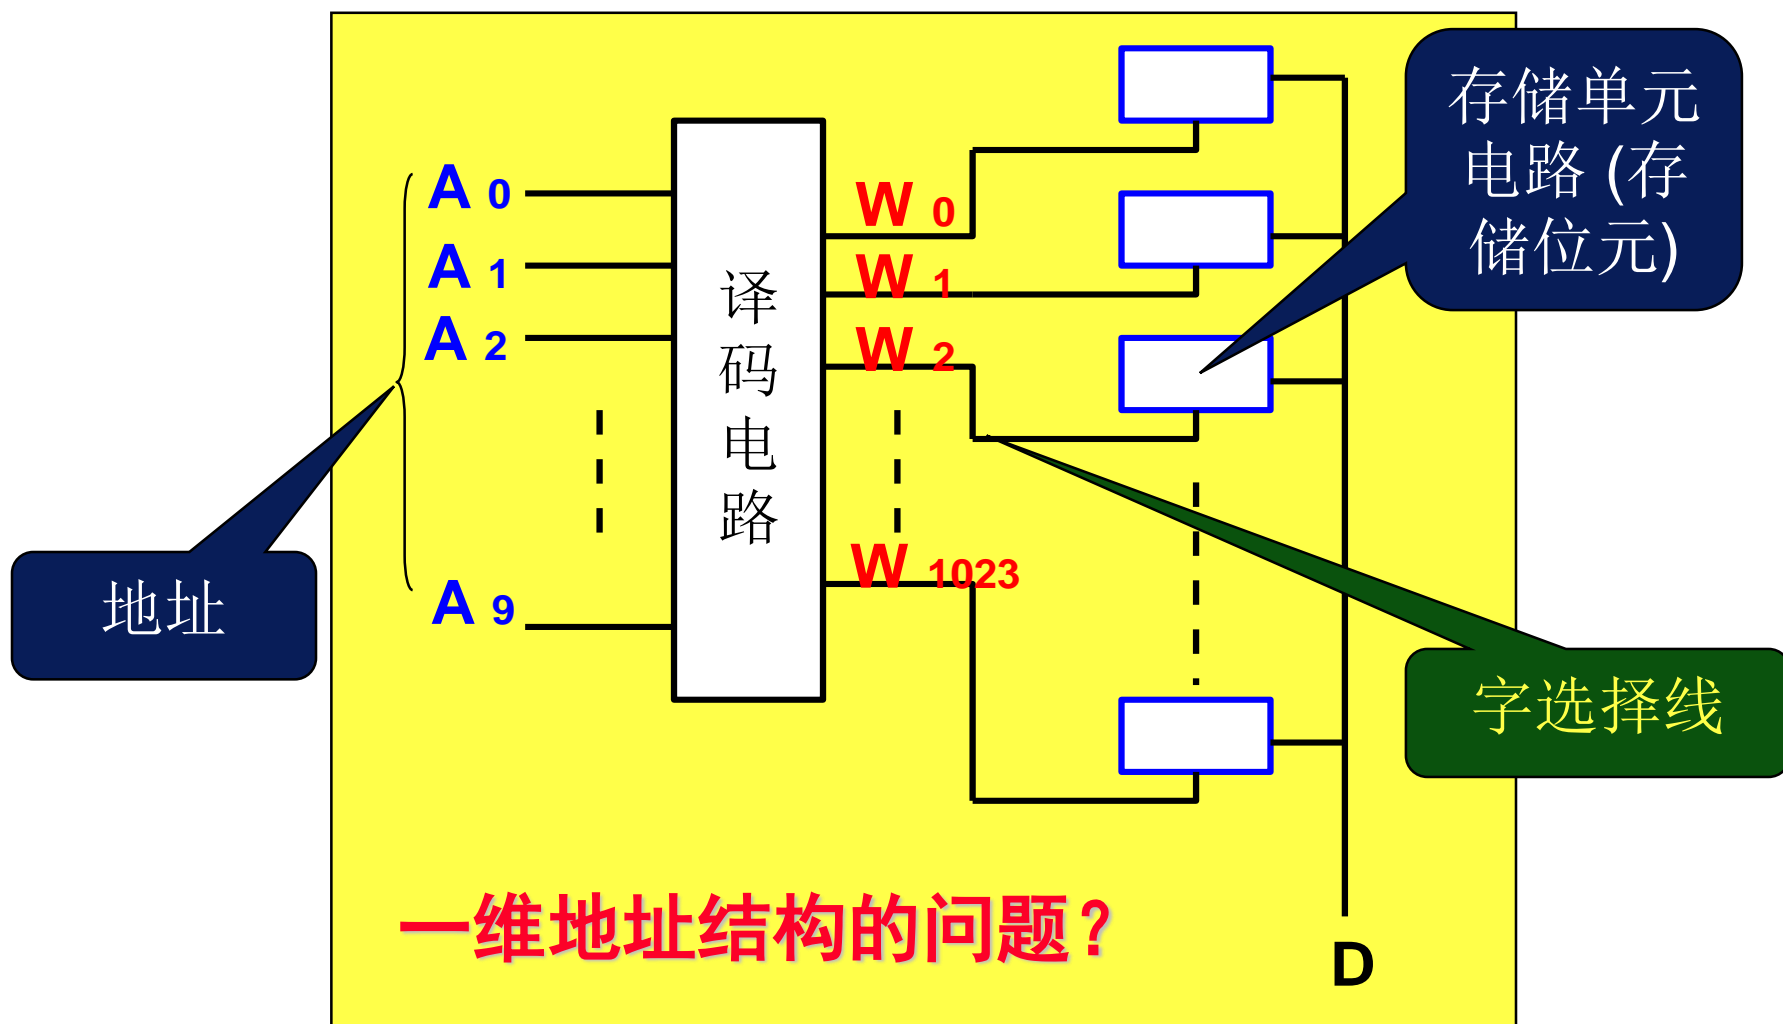 存储单元
电路 (存
储位元)
A 0
A 1
A 2
A 9
译
码
电
路
W 0
W 1
W 2
W 1023
地址
字选择线
一维地址结构的问题？
D